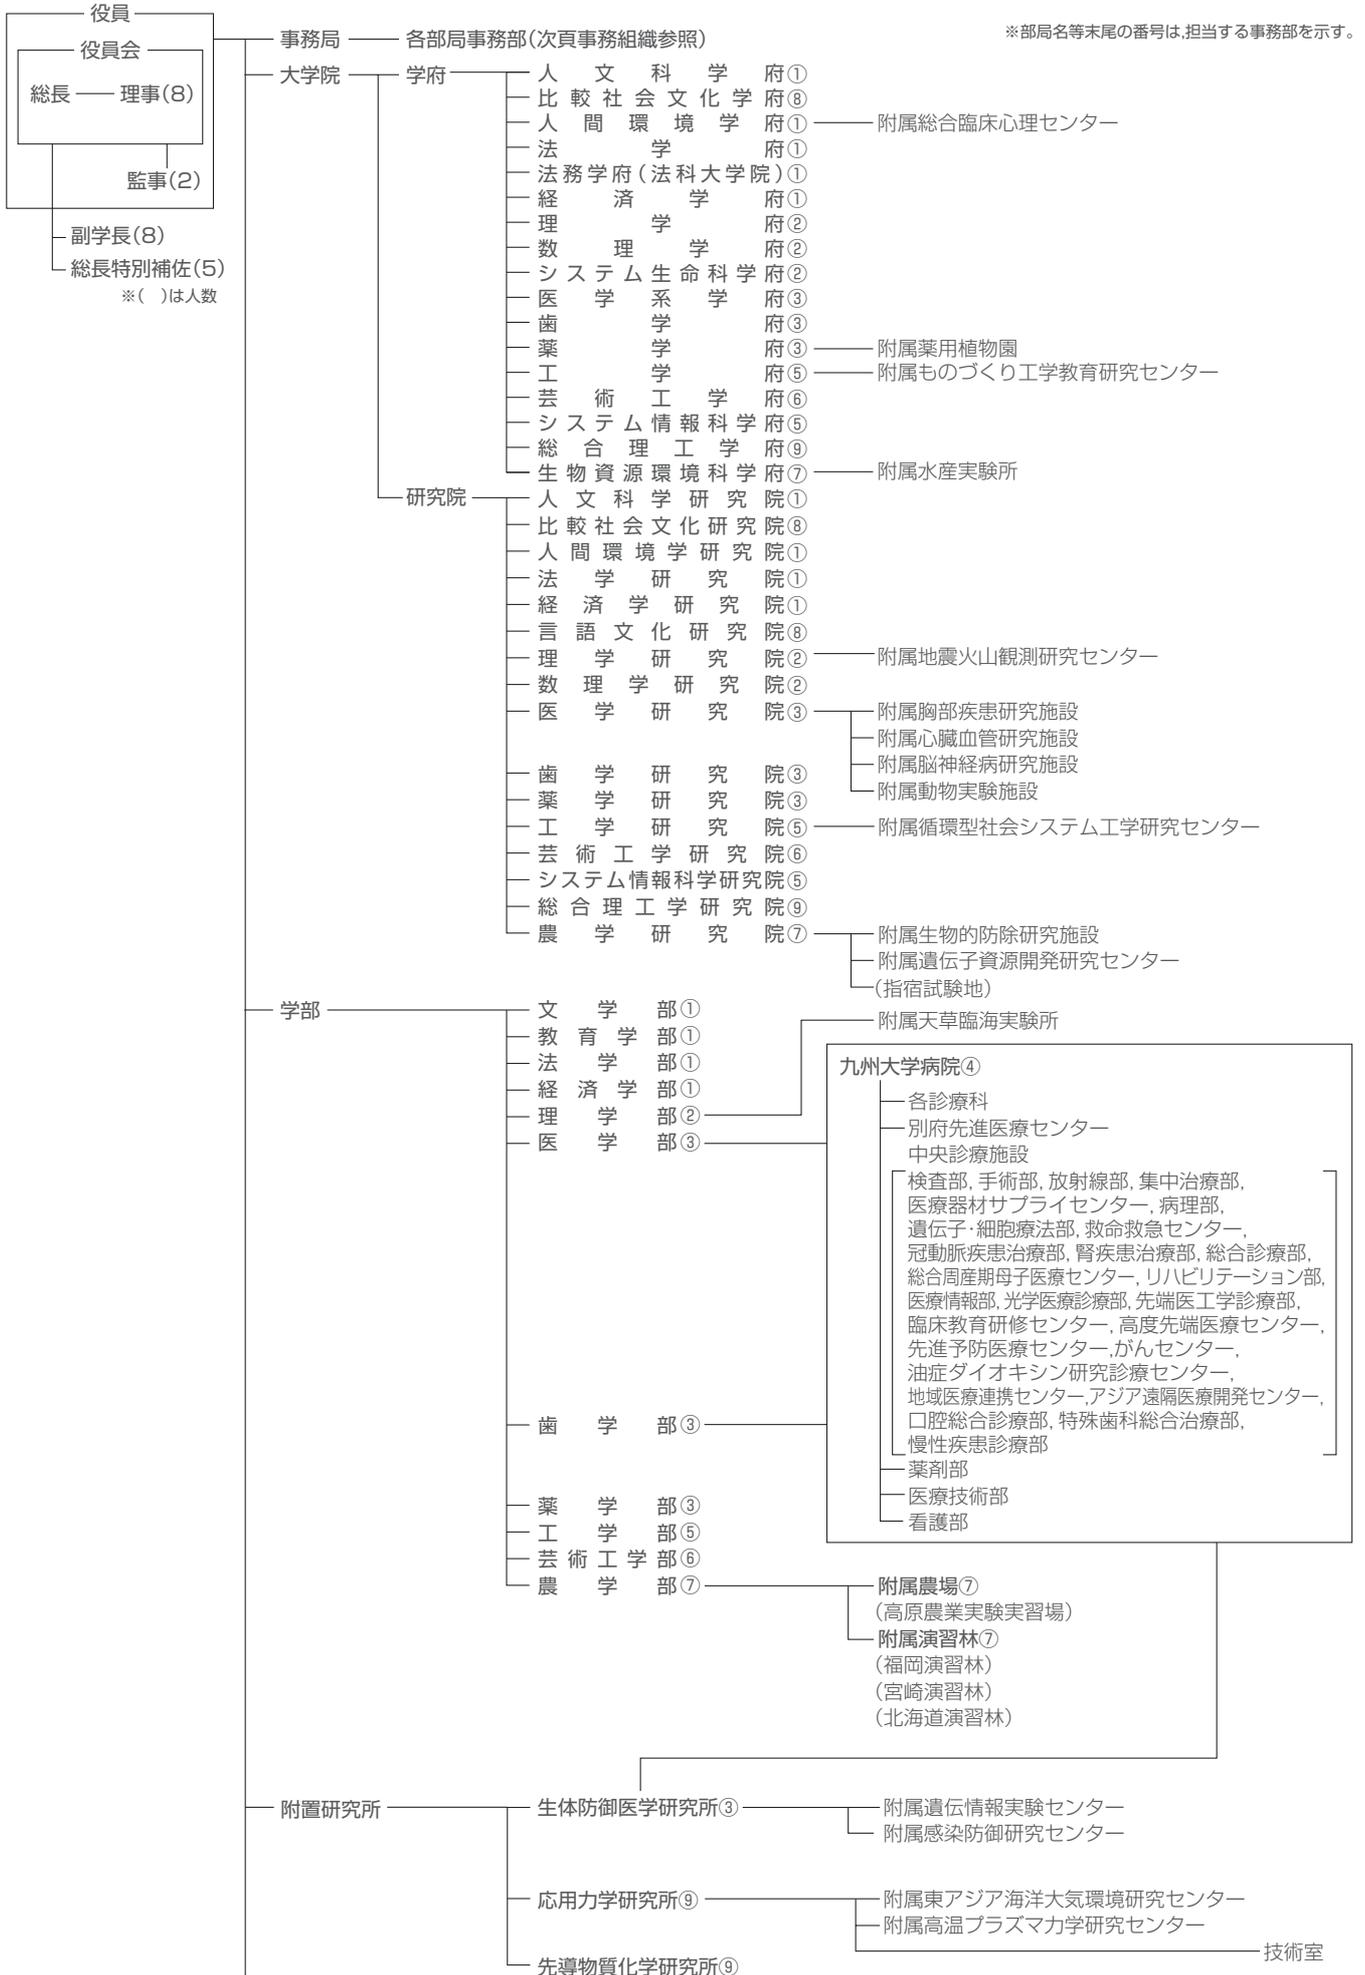 役員
役員会
総長 理事(8)
監事(2)
副学長(8)
総長特別補佐(5)
※( )は人数
※部局名等末尾の番号は,担当する事務部を示す。
事務局 各部局事務部(次頁事務組織参照)
大学院 学府 人文科学府①
比較社会文化学府⑧
人間環境学府① 附属総合臨床心理センター
法学府①
法務学府(法科大学院)①
経済学府①
理学府②
数理学府②
システム生命科学府②
医学系学府③
歯学府③
薬学府③ 附属薬用植物園
工学府⑤ 附属ものづくり工学教育研究センター
芸術工学府⑥
システム情報科学府⑤
総合理工学府⑨
生物資源環境科学府⑦ 附属水産実験所
研究院 人文科学研究院①
比較社会文化研究院⑧
人間環境学研究院①
法学研究院①
経済学研究院①
言語文化研究院⑧
理学研究院② 附属地震火山観測研究センター
数理学研究院②
医学研究院③ 附属胸部疾患研究施設
附属心臓血管研究施設
附属脳神経病研究施設
附属動物実験施設
歯学研究院③
薬学研究院③
工学研究院⑤ 附属循環型社会システム工学研究センター
芸術工学研究院⑥
システム情報科学研究院⑤
総合理工学研究院⑨
農学研究院⑦ 附属生物的防除研究施設
附属遺伝子資源開発研究センター
(指宿試験地)
学部 文学部①
教育学部①
法学部①
経済学部①
理学部② 附属天草臨海実験所
医学部③
九州大学病院④
各診療科
別府先進医療センター
中央診療施設
検査部,手術部,放射線部,集中治療部,
医療器材サプライセンター,病理部,
遺伝子・細胞療法部,救命救急センター,
冠動脈疾患治療部,腎疾患治療部,総合診療部,
総合周産期母子医療センター,リハビリテーション部,
医療情報部,光学医療診療部,先端医工学診療部,
臨床教育研修センター,高度先端医療センター,
先進予防医療センター,がんセンター,
油症ダイオキシン研究診療センター,
地域医療連携センター,アジア遠隔医療開発センター,
口腔総合診療部,特殊歯科総合治療部,
慢性疾患診療部
薬剤部
医療技術部
看護部
歯学部③
薬学部③
工学部⑤
芸術工学部⑥
農学部⑦ 附属農場⑦
(高原農業実験実習場)
附属演習林⑦
(福岡演習林)
(宮崎演習林)
(北海道演習林)
附置研究所 生体防御医学研究所③ 附属遺伝情報実験センター
附属感染防御研究センター
応用力学研究所⑨ 附属東アジア海洋大気環境研究センター
附属高温プラズマ力学研究センター
技術室
先導物質化学研究所⑨